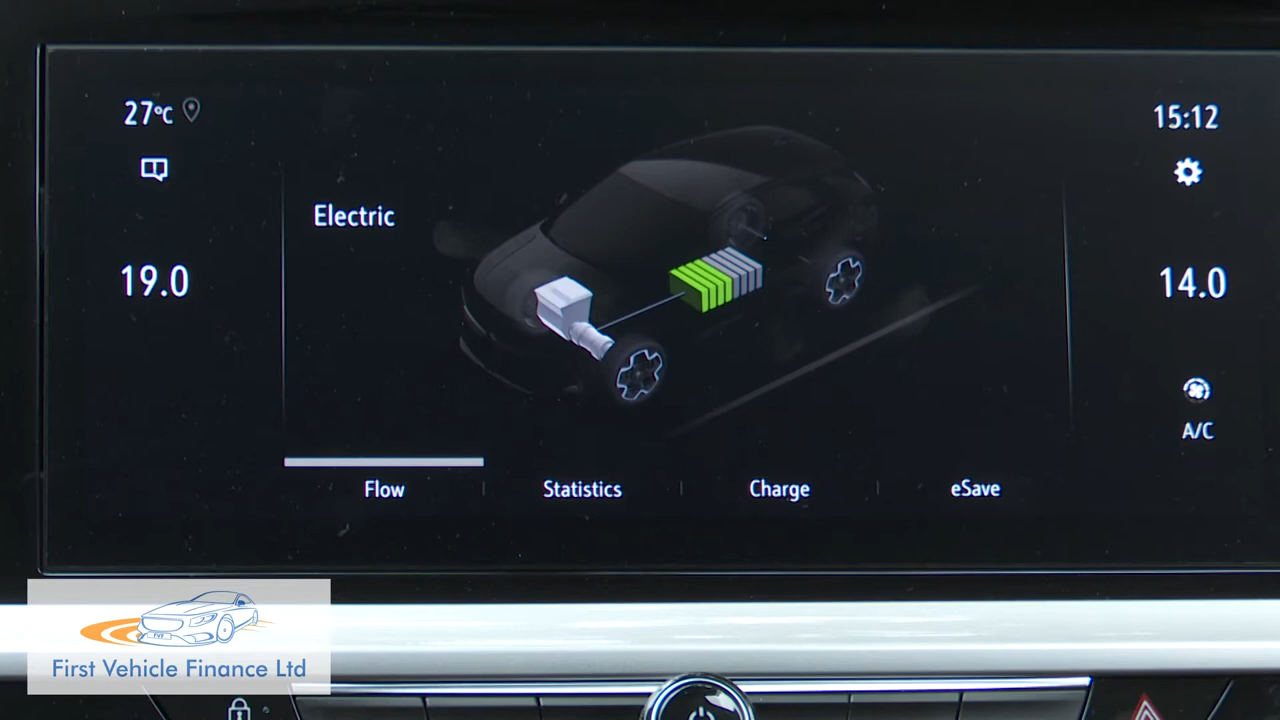 27°C
15:12
Electric
19.0
14.0
A/C
Flow
Statistics
Charge
eSave
First Vehicle Finance Ltd